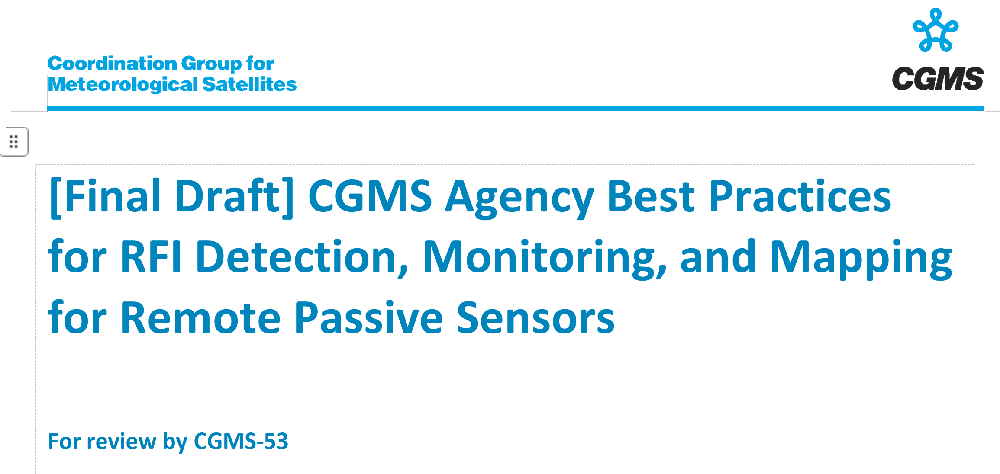 Coordination Group for
Meteorological Satellites
CGMS
[Final Draft] CGMS Agency Best Practices
for RFI Detection, Monitoring, and Mapping
for Remote Passive Sensors
For review by CGMS-53